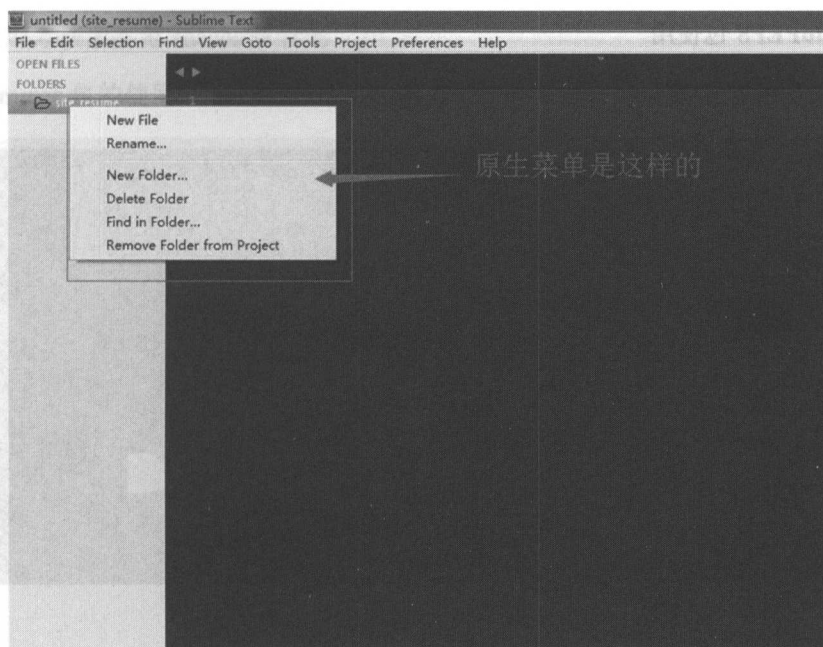 untitled (site_resume) - Sublime Text
File Edit Selection Find View Goto Tools Project Preferences Help
OPEN FILES
FOLDERS
site_resume
1
New File
Rename...
New Folder...
Delete Folder
Find in Folder...
Remove Folder from Project
原生菜单是这样的